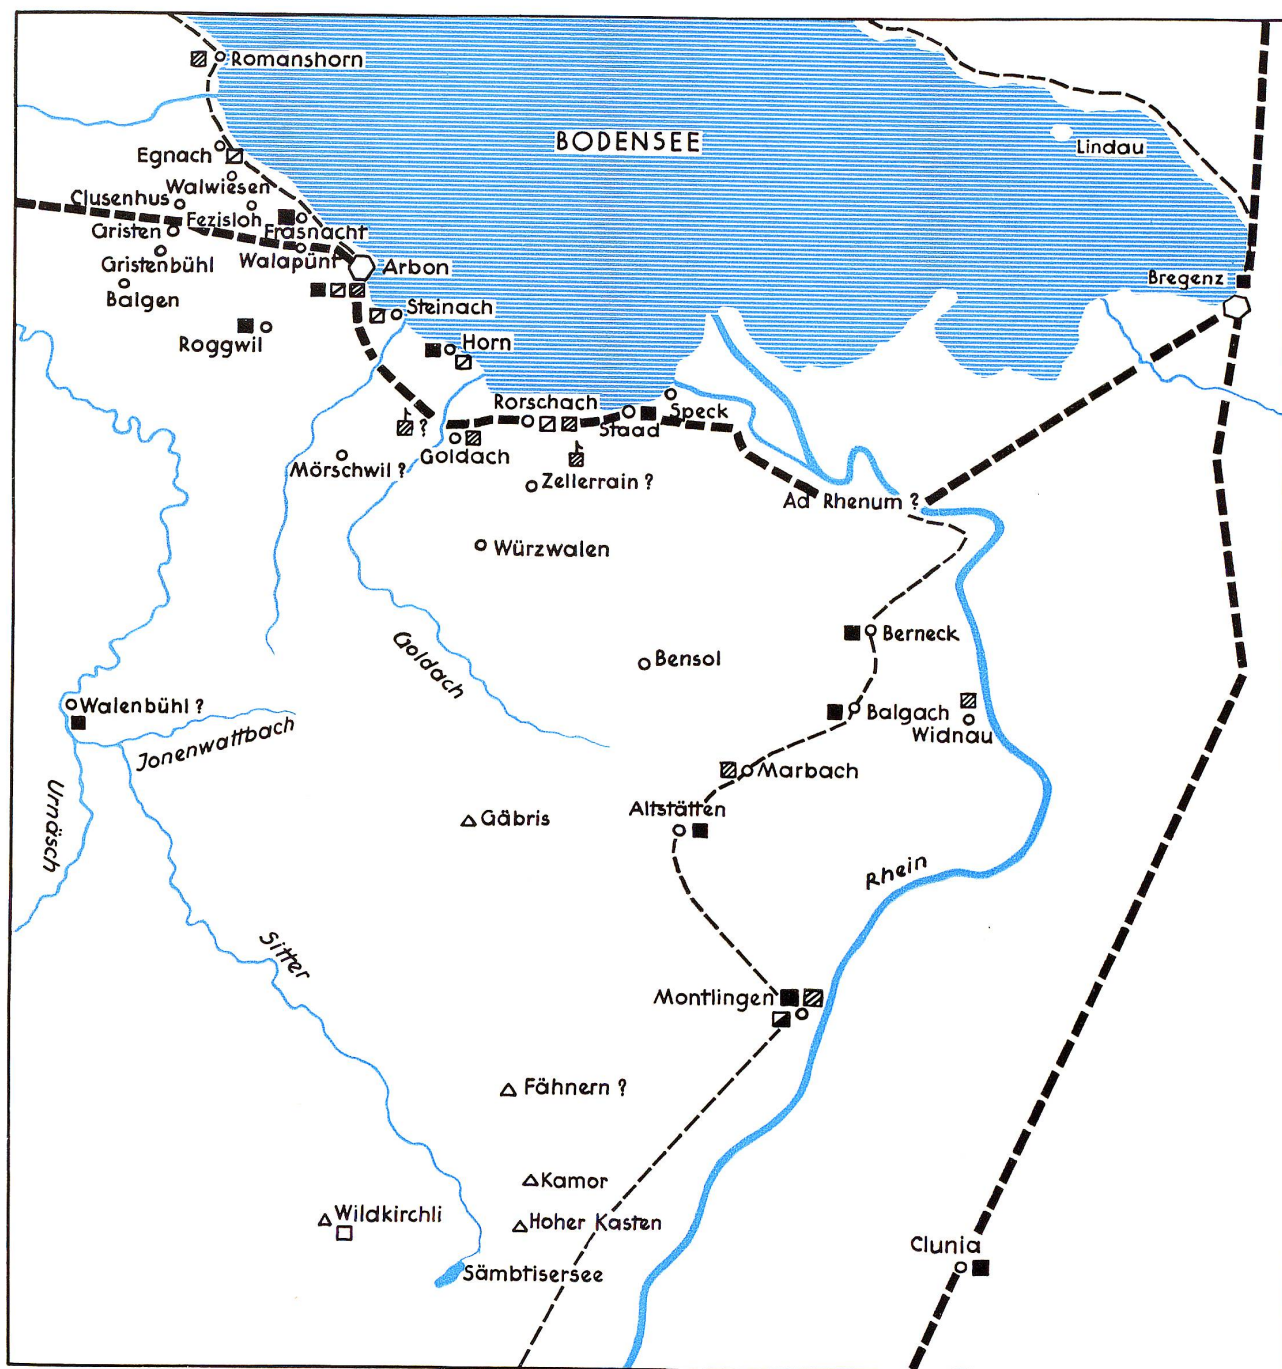 Romanshorn
BODENSEE
Lindau
Egnach
Walwiesen
Clusenhus
Fezisloh
Frasnacht
Gristen
Walapünt
Gristenbühl
Arbon
Balgen
Bregenz
Steinach
Roggwil
Horn
Rorschach
Speck
Staad
?
Goldach
Mörschwil ?
Zellerrain ?
Ad Rhenum ?
Würzwalen
Berneck
Bensol
Goldach
Walenbühl ?
Balgach
Widnau
Jonenwattbach
Marbach
Urnäsch
Gäbris
Altstätten
Rhein
Sitter
Montlingen
Fähnern ?
Kamor
Wildkirchli
Hoher Kasten
Clunia
Sämbtisersee